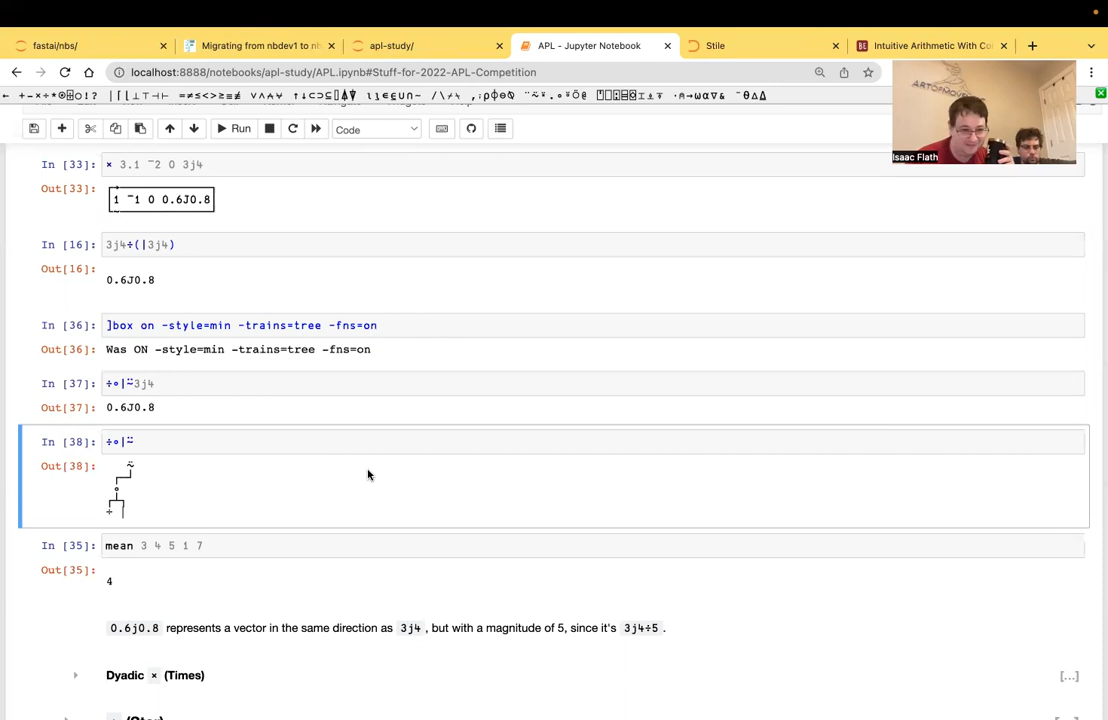 fastai/nbs/
Migrating from nbdev1 to n
apl-study/
APL - Jupyter Notebook
Stile
Intuitive Arithmetic With Co
localhost:8888/notebooks/apl-study/APL.ipynb#Stuff-for-2022-APL-Competition
ARTOFMOV
Isaac Flath
Run
Code
In [33]: × 3.1 ¯2 0 3j4
Out[33]: 1 ¯1 0 0.6J0.8
In [16]: 3j4÷(|3j4)
Out[16]: 0.6J0.8
In [36]: ]box on -style=min -trains=tree -fns=on
Out[36]: Was ON -style=min -trains=tree -fns=on
In [37]: ÷∘|⍨3j4
Out[37]: 0.6J0.8
In [38]: ÷∘|⍨
Out[38]: ⍨
∘
÷ |
In [35]: mean 3 4 5 1 7
Out[35]: 4
0.6j0.8 represents a vector in the same direction as 3j4, but with a magnitude of 5, since it's 3j4÷5.
Dyadic × (Times)
[...]